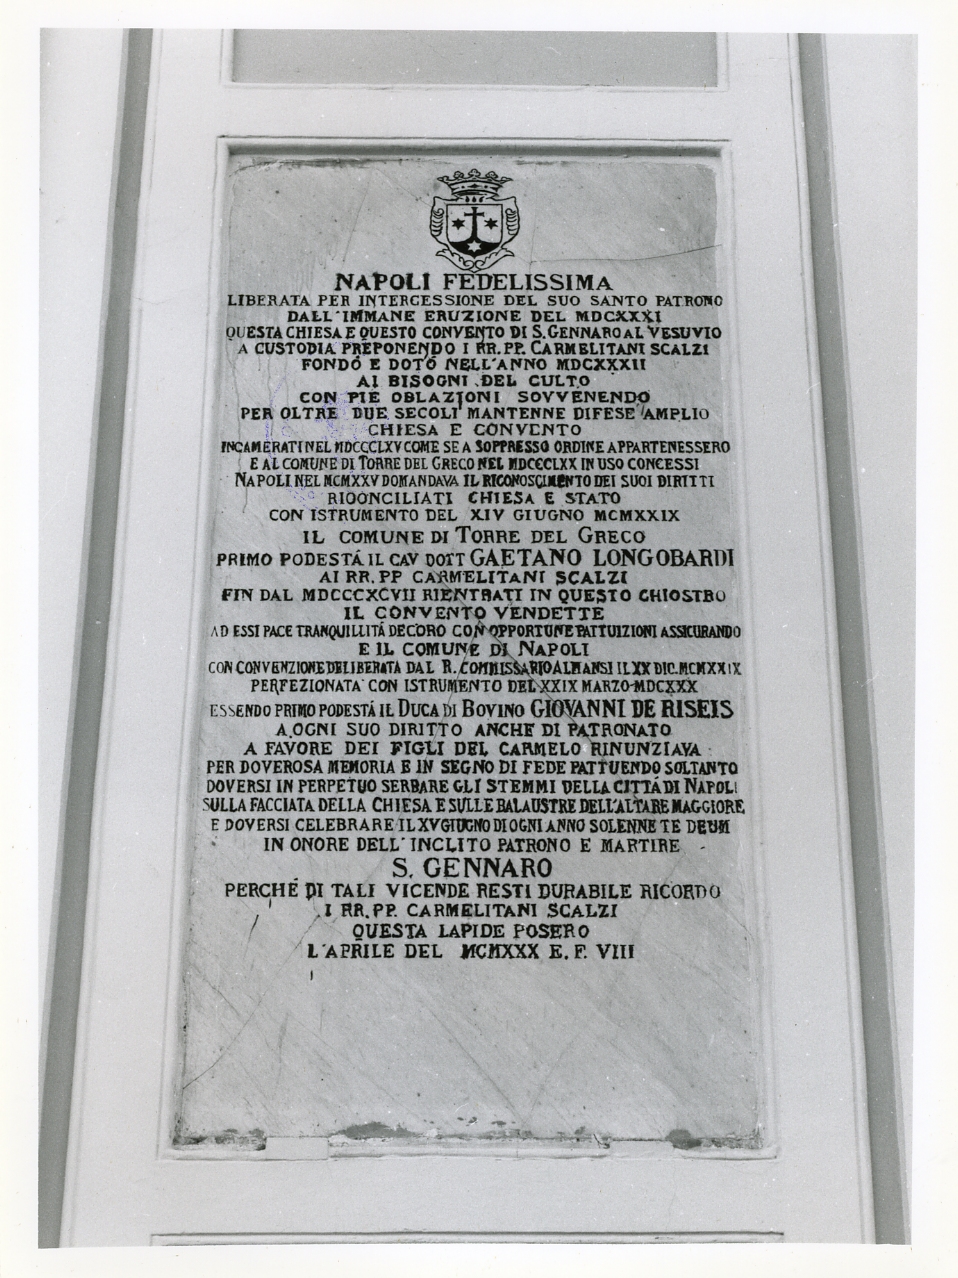 NAPOLI FEDELISSIMA
LIBERATA PER INTERCESSIONE DEL SUO SANTO PATRONO
DALL'IMMANE ERUZIONE DEL MDCXXXI
QUESTA CHIESA E QUESTO CONVENTO DI S. GENNARO AL VESUVIO
A CUSTODIA PREPONENDO I RR. PP. CARMELITANI SCALZI
FONDÓ E DOTÓ NELL'ANNO MDCXXXII
AI BISOGNI DEL CULTO
CON PIE OBLAZIONI SOVVENENDO
PER OLTRE DUE SECOLI MANTENNE DIFESE AMPLIO
CHIESA E CONVENTO
INCAMERATI NEL MDCCCLXV COME SE A SOPPRESSO ORDINE APPARTENESSERO
E AL COMUNE DI TORRE DEL GRECO NEL MDCCCLXX IN USO CONCESSI
NAPOLI NEL MCMXXV DOMANDAVA IL RICONOSCIMENTO DEI SUOI DIRITTI
RICONCILIATI CHIESA E STATO
CON ISTRUMENTO DEL XIV GIUGNO MCMXXIX
IL COMUNE DI TORRE DEL GRECO
PRIMO PODESTÁ IL CAV DOTT GAETANO LONGOBARDI
AI RR. PP CARMELITANI SCALZI
FIN DAL MDCCCXCVII RIENTRATI IN QUESTO CHIOSTRO
IL CONVENTO VENDETTE
AD ESSI PACE TRANQUILLITÁ DECORO CON OPPORTUNE PATTUIZIONI ASSICURANDO
E IL COMUNE DI NAPOLI
CON CONVENZIONE DELIBERATA DAL R. COMMISSARIO ALMANSI IL XX DIC. MCMXXIX
PERFEZIONATA CON ISTRUMENTO DEL XXIX MARZO MDCXXX
ESSENDO PRIMO PODESTÁ IL DUCA DI BOVINO GIOVANNI DE RISEIS
A OGNI SUO DIRITTO ANCHE DI PATRONATO
A FAVORE DEI FIGLI DEL CARMELO RINUNZIAVA
PER DOVEROSA MEMORIA E IN SEGNO DI FEDE PATTUENDO SOLTANTO
DOVERSI IN PERPETUO SERBARE GLI STEMMI DELLA CITTÁ DI NAPOLI
SULLA FACCIATA DELLA CHIESA E SULLE BALAUSTRE DELL'ALTARE MAGGIORE
E DOVERSI CELEBRARE IL XV GIUGNO DI OGNI ANNO SOLENNE TE DEUM
IN ONORE DELL'INCLITO PATRONO E MARTIRE
S. GENNARO
PERCHÉ DI TALI VICENDE RESTI DURABILE RICORDO
I RR. PP. CARMELITANI SCALZI
QUESTA LAPIDE POSERO
L'APRILE DEL MCMXXX E. F. VIII